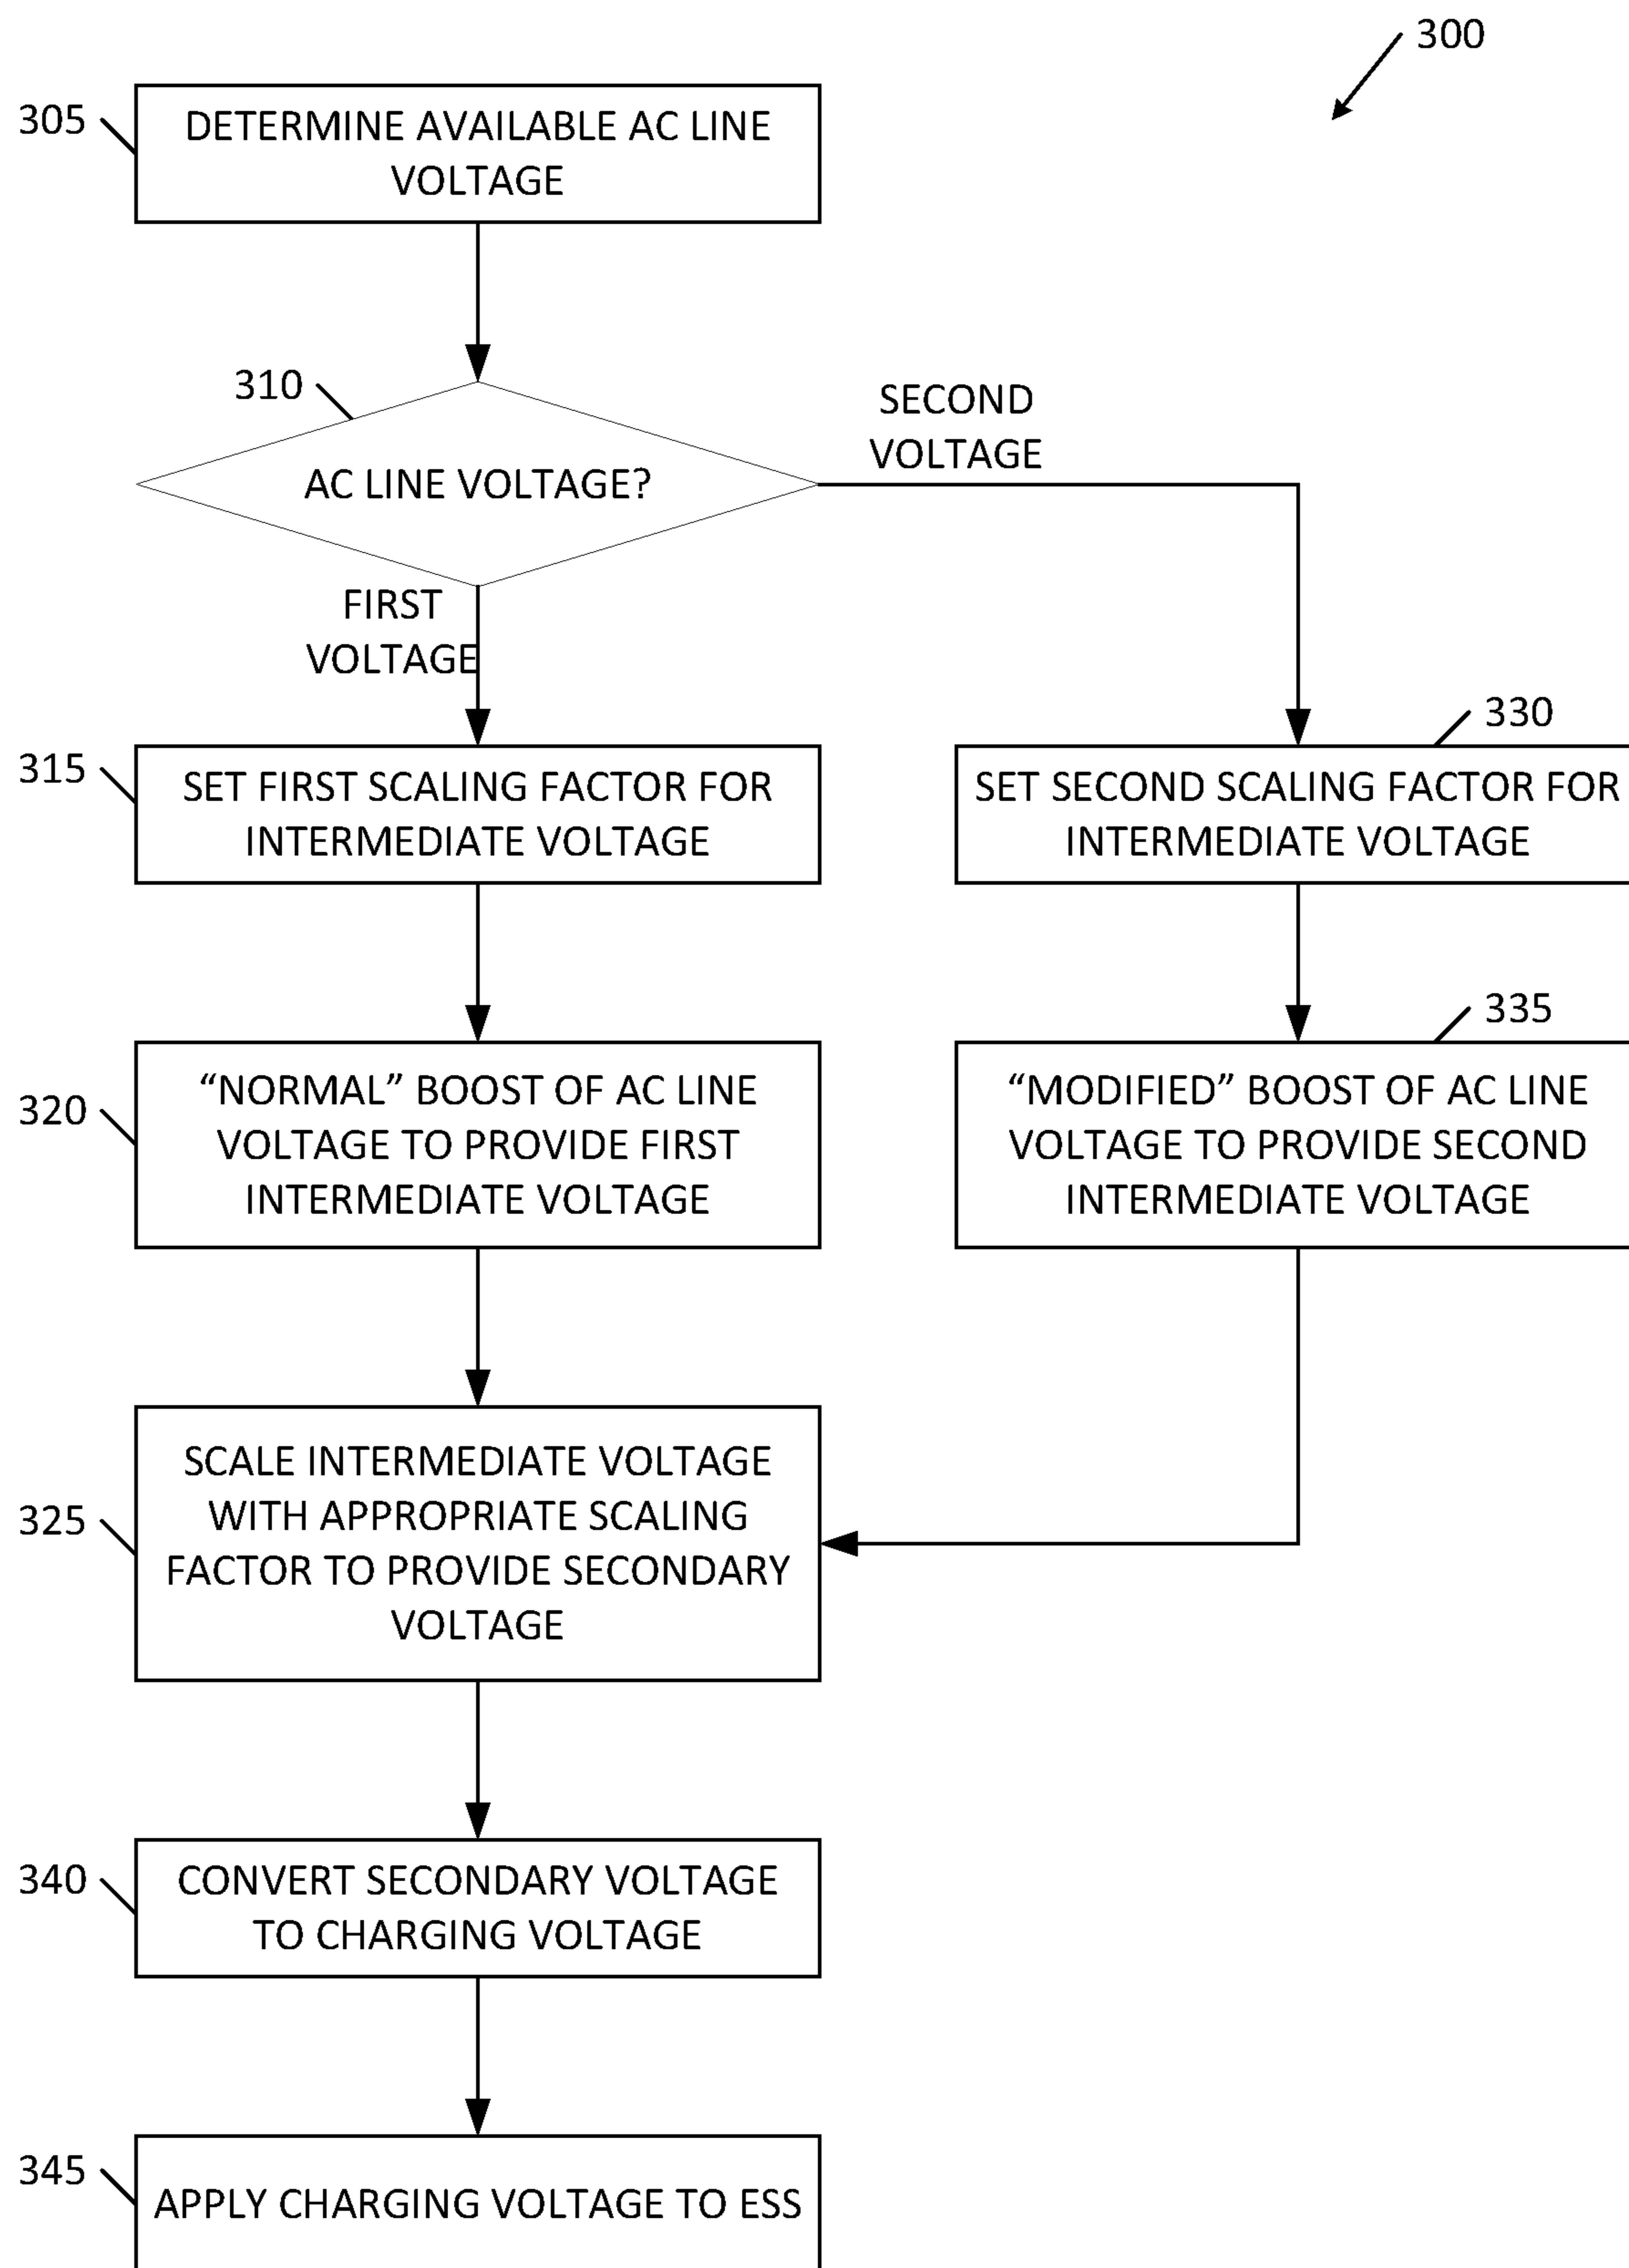 300
305
DETERMINE AVAILABLE AC LINE
VOLTAGE
310
AC LINE VOLTAGE?
SECOND
VOLTAGE
FIRST
VOLTAGE
315
SET FIRST SCALING FACTOR FOR
INTERMEDIATE VOLTAGE
330
SET SECOND SCALING FACTOR FOR
INTERMEDIATE VOLTAGE
320
“NORMAL” BOOST OF AC LINE
VOLTAGE TO PROVIDE FIRST
INTERMEDIATE VOLTAGE
335
“MODIFIED” BOOST OF AC LINE
VOLTAGE TO PROVIDE SECOND
INTERMEDIATE VOLTAGE
325
SCALE INTERMEDIATE VOLTAGE
WITH APPROPRIATE SCALING
FACTOR TO PROVIDE SECONDARY
VOLTAGE
340
CONVERT SECONDARY VOLTAGE
TO CHARGING VOLTAGE
345
APPLY CHARGING VOLTAGE TO ESS